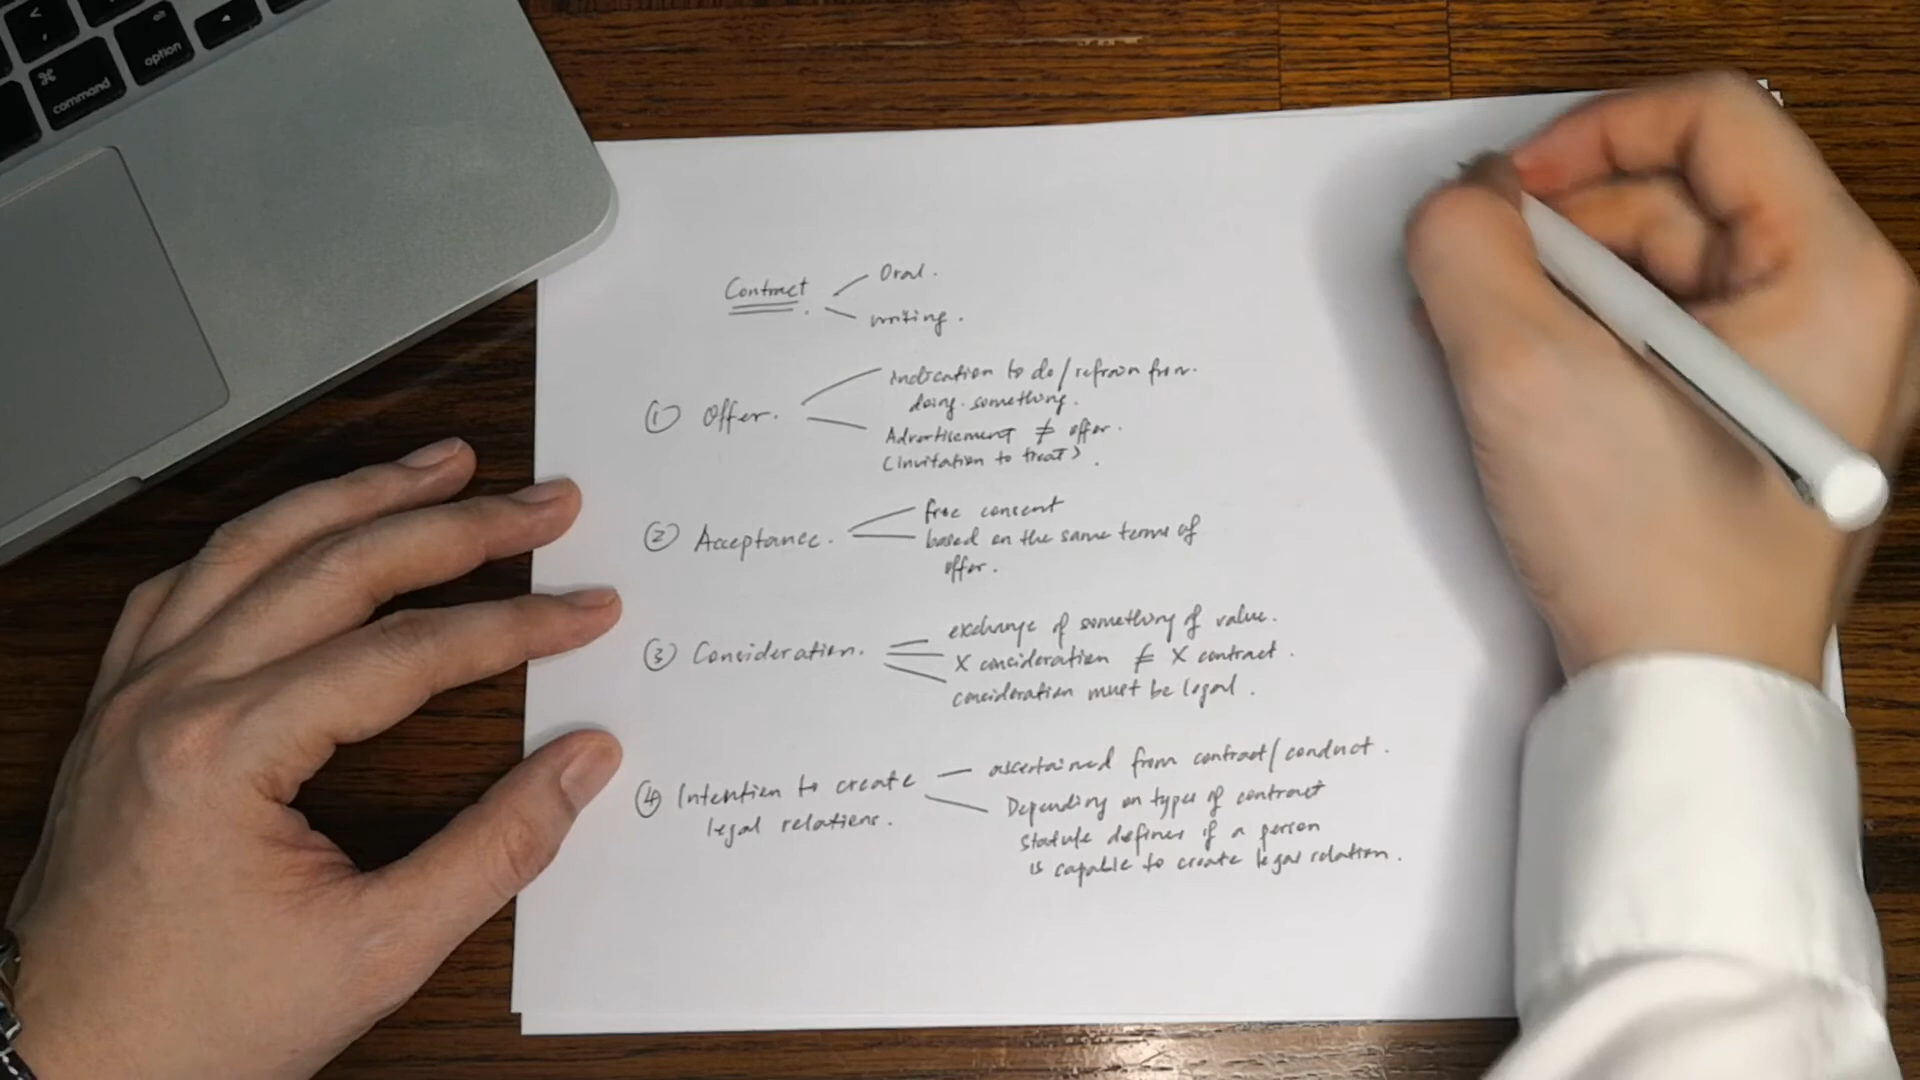 command
option
Contract
Oral.
writing.
① Offer.
indication to do / refrain from.
doing something.
Advertisement ≠ offer.
(invitation to treat).
② Acceptance.
free consent
based on the same terms of
offer.
③ Consideration.
exchange of something of value.
X consideration ≠ X contract.
consideration must be legal.
④ Intention to create
legal relations.
ascertained from contract / conduct.
Depending on types of contract
statute defines if a person
is capable to create legal relation.